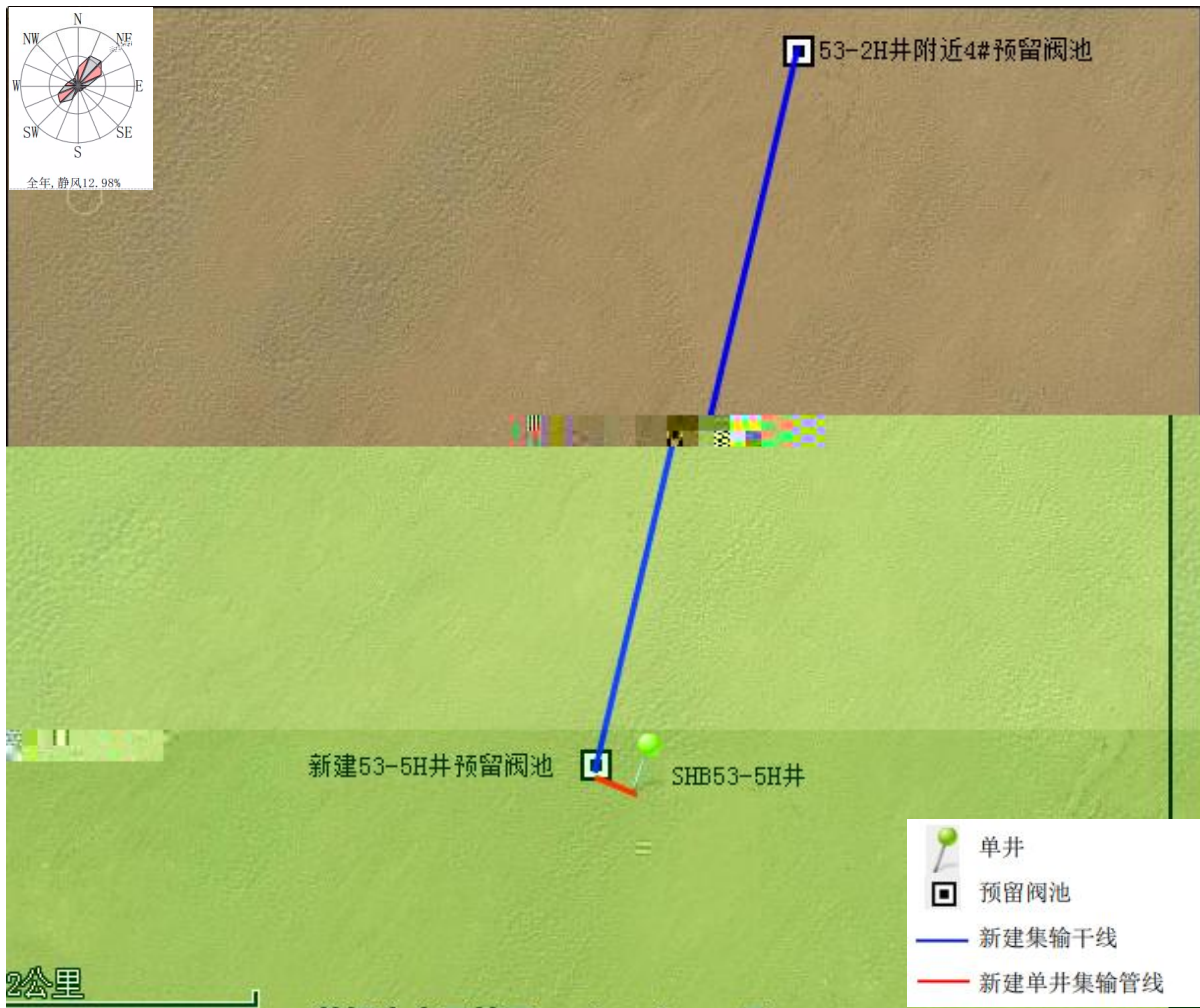 N
NW
NE
W
E
SW
SE
S
全年,静风12.98%
53-2H井附近4#预留阀池
新建53-5H井预留阀池
SHB53-5H井
单井
预留阀池
新建集输干线
新建单井集输管线
2公里